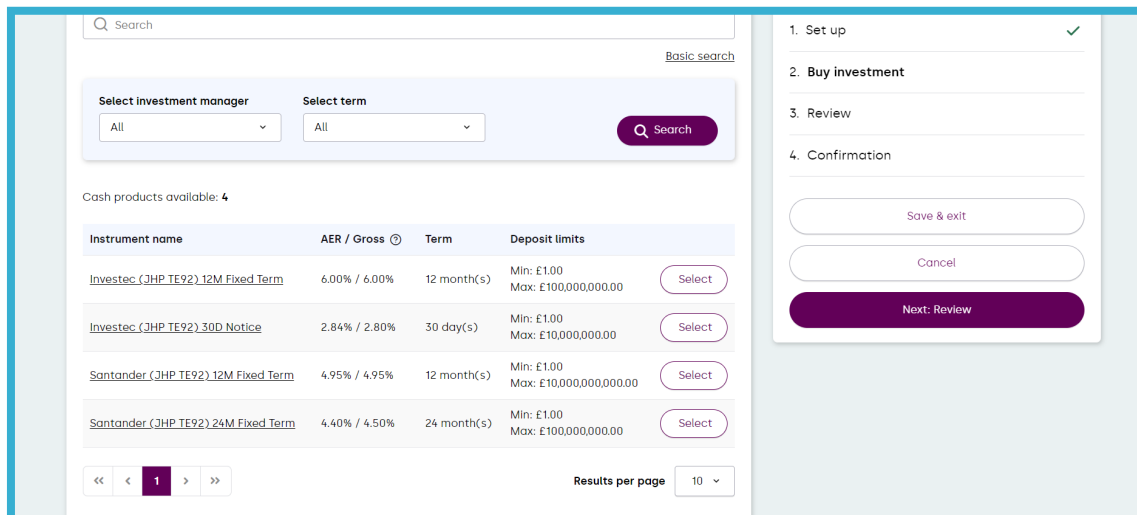 Search
Basic search
Select investment manager
Select term
All
All
Search
Cash products available: 4
Instrument name
AER / Gross
?
Term
Deposit limits
Investec (JHP TE92) 12M Fixed Term
6.00% / 6.00%
12 month(s)
Min: £1.00
Max: £100,000,000.00
Select
Investec (JHP TE92) 30D Notice
2.84% / 2.80%
30 day(s)
Min: £1.00
Max: £10,000,000.00
Select
Santander (JHP TE92) 12M Fixed Term
4.95% / 4.95%
12 month(s)
Min: £1.00
Max: £10,000,000,000.00
Select
Santander (JHP TE92) 24M Fixed Term
4.40% / 4.50%
24 month(s)
Min: £1.00
Max: £100,000,000.00
Select
<< < 1 > >>
Results per page
10
1. Set up
2. Buy investment
3. Review
4. Confirmation
Save & exit
Cancel
Next: Review